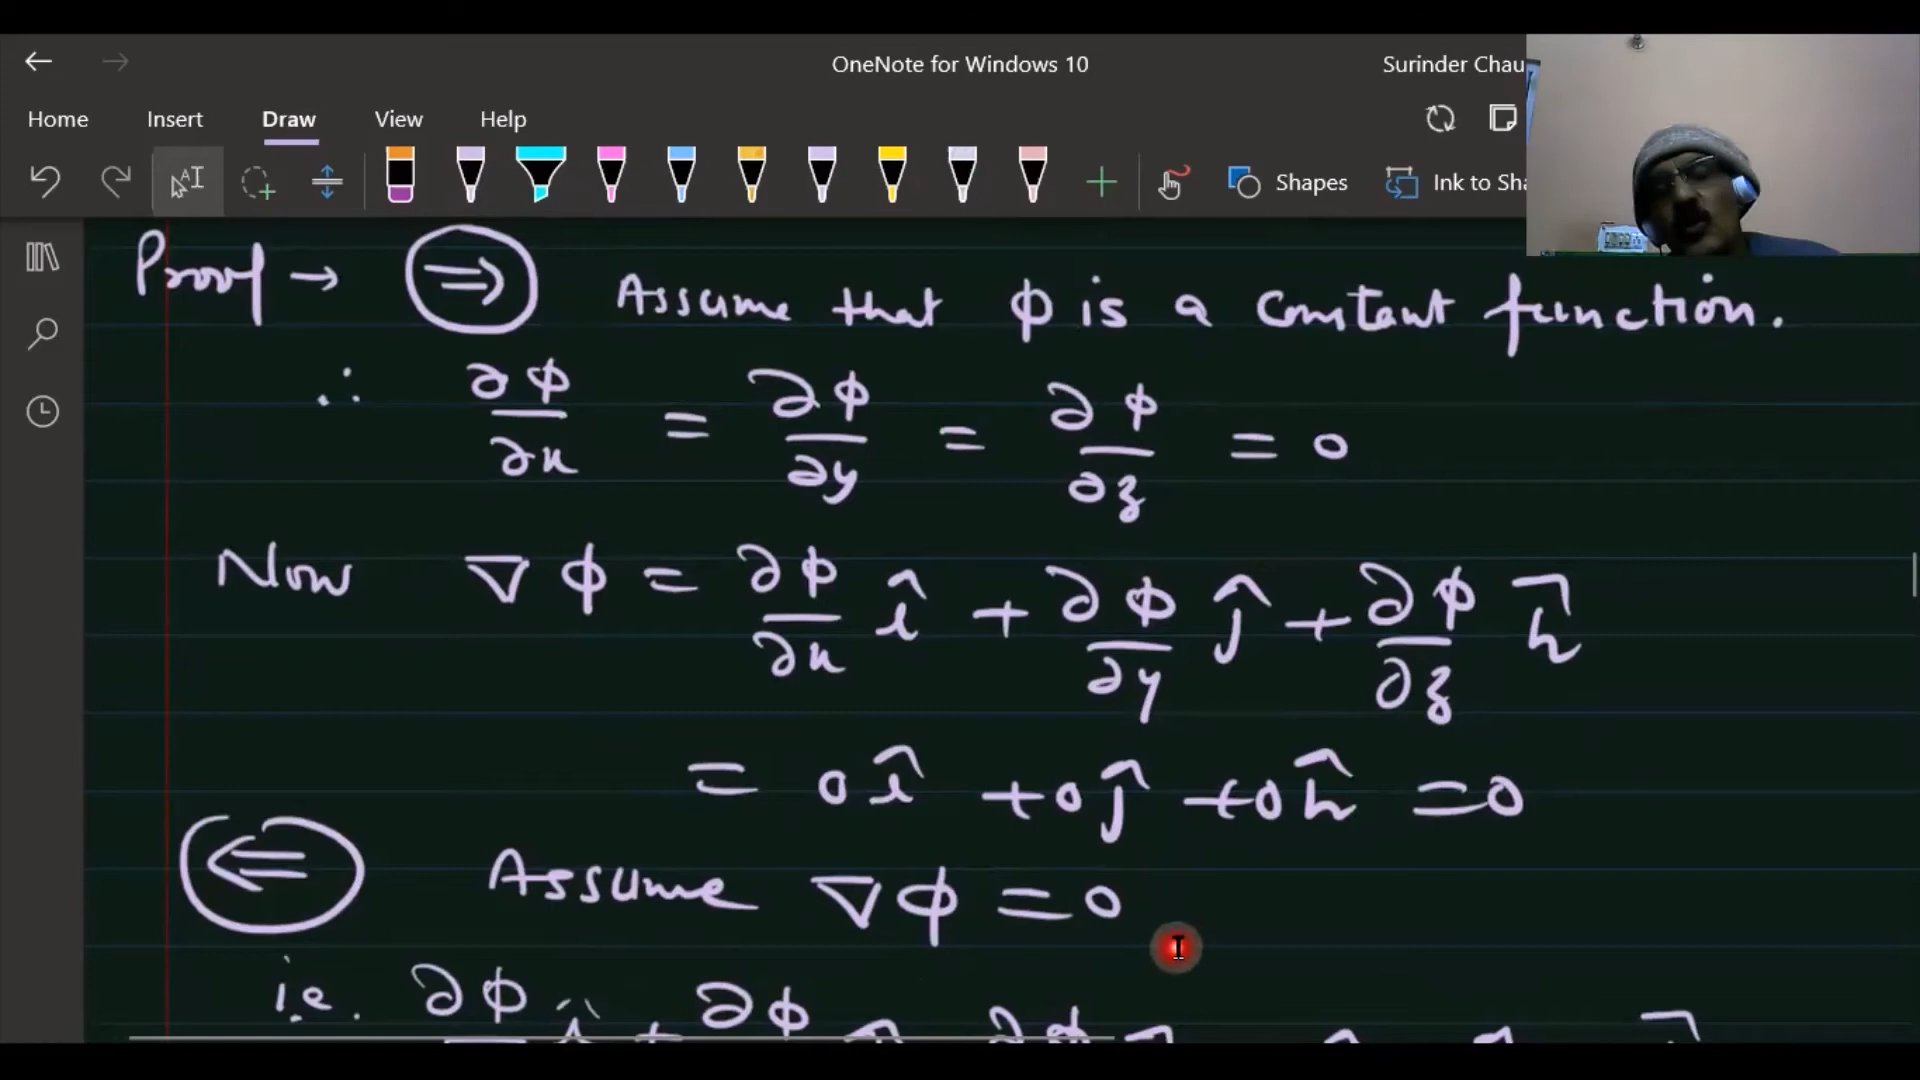 OneNote for Windows 10
Surinder Chau
Home Insert Draw View Help
Shapes Ink to Sha
Proof → ⇒ Assume that ϕ is a constant function.
∴ ∂ϕ/∂x = ∂ϕ/∂y = ∂ϕ/∂z = 0
Now ∇ϕ = ∂ϕ/∂x î + ∂ϕ/∂y ĵ + ∂ϕ/∂z k̂
= 0î + 0ĵ + 0k̂ = 0
⇐ Assume ∇ϕ = 0
i.e. ∂ϕ î + ∂ϕ ∂ϕ